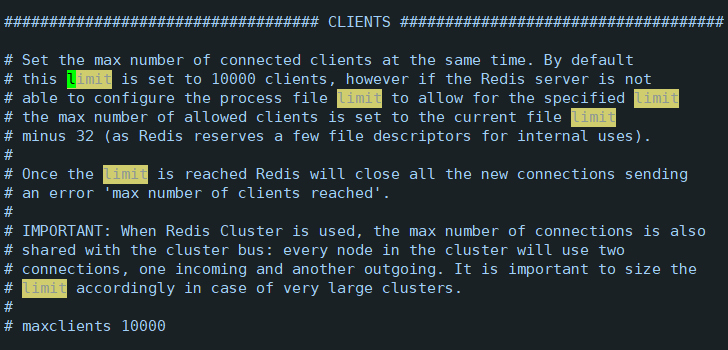 ################################### CLIENTS ####################################
# Set the max number of connected clients at the same time. By default
# this limit is set to 10000 clients, however if the Redis server is not
# able to configure the process file limit to allow for the specified limit
# the max number of allowed clients is set to the current file limit
# minus 32 (as Redis reserves a few file descriptors for internal uses).
#
# Once the limit is reached Redis will close all the new connections sending
# an error 'max number of clients reached'.
#
# IMPORTANT: When Redis Cluster is used, the max number of connections is also
# shared with the cluster bus: every node in the cluster will use two
# connections, one incoming and another outgoing. It is important to size the
# limit accordingly in case of very large clusters.
#
# maxclients 10000